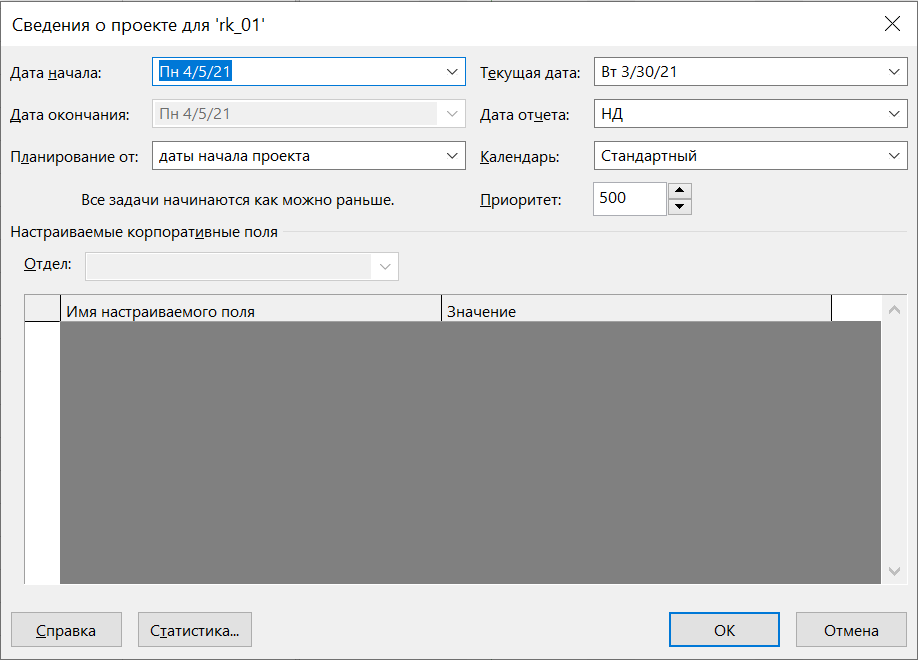 Сведения о проекте для 'rk_01'
Дата начала: Пн 4/5/21 Текущая дата: Вт 3/30/21
Дата окончания: Пн 4/5/21 Дата отчета: НД
Планирование от: даты начала проекта Календарь: Стандартный
Все задачи начинаются как можно раньше. Приоритет: 500
Настраиваемые корпоративные поля
Отдел:
Имя настраиваемого поля Значение
Справка Статистика... ОК Отмена